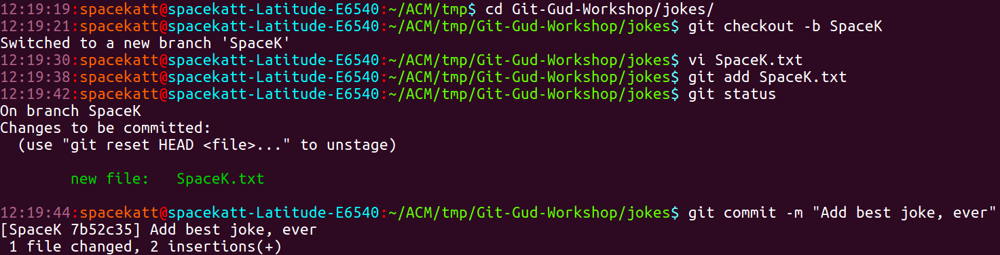 12:19:19:spacekatt@spacekatt-Latitude-E6540:~/ACM/tmp$ cd Git-Gud-Workshop/jokes/
12:19:21:spacekatt@spacekatt-Latitude-E6540:~/ACM/tmp/Git-Gud-Workshop/jokes$ git checkout -b SpaceK
Switched to a new branch 'SpaceK'
12:19:30:spacekatt@spacekatt-Latitude-E6540:~/ACM/tmp/Git-Gud-Workshop/jokes$ vi SpaceK.txt
12:19:38:spacekatt@spacekatt-Latitude-E6540:~/ACM/tmp/Git-Gud-Workshop/jokes$ git add SpaceK.txt
12:19:42:spacekatt@spacekatt-Latitude-E6540:~/ACM/tmp/Git-Gud-Workshop/jokes$ git status
On branch SpaceK
Changes to be committed:
  (use "git reset HEAD <file>..." to unstage)
        new file:   SpaceK.txt
12:19:44:spacekatt@spacekatt-Latitude-E6540:~/ACM/tmp/Git-Gud-Workshop/jokes$ git commit -m "Add best joke, ever"
[SpaceK 7b52c35] Add best joke, ever
 1 file changed, 2 insertions(+)